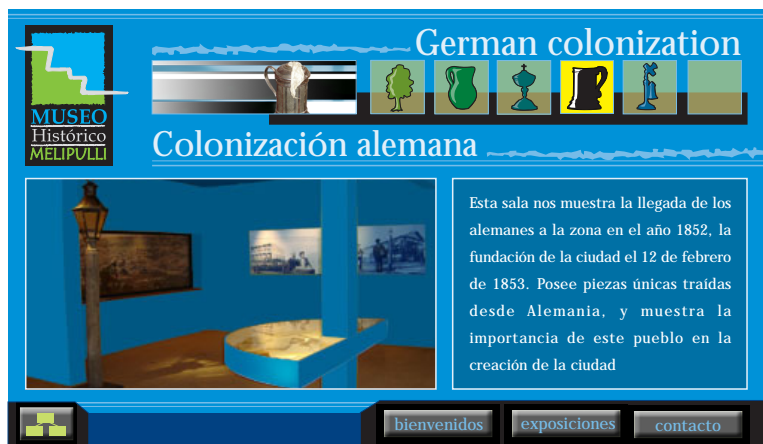 German colonization
MUSEO
Histórico
MELIPULLI
Colonización alemana
Esta sala nos muestra la llegada de los
alemanes a la zona en el año 1852, la
fundación de la ciudad el 12 de febrero
de 1853. Posee piezas únicas traídas
desde Alemania, y muestra la
importancia de este pueblo en la
creación de la ciudad
bienvenidos
exposiciones
contacto